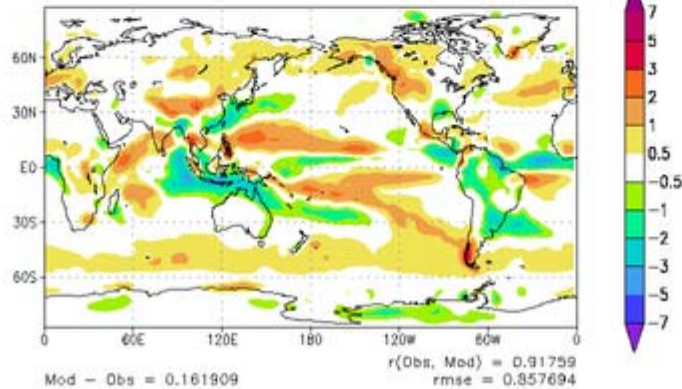 60N
30N
EQ
30S
60S
0 60E 120E 180 120W 60W 0
7
5
3
2
1
0.5
-0.5
-1
-2
-3
-5
-7
r(Obs, Mod) = 0.91759
Mod - Obs = 0.161909 rmse = 0.857694